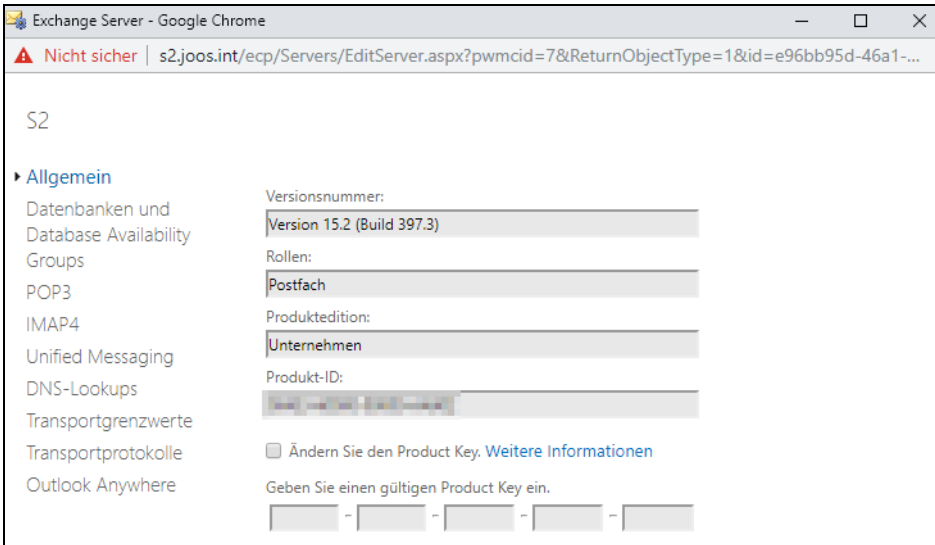 Exchange Server - Google Chrome
Nicht sicher | s2.joos.int/ecp/Servers/EditServer.aspx?pwmcid=7&ReturnObjectType=1&id=e96bb95d-46a1-...
S2
Allgemein
Datenbanken und
Database Availability
Groups
POP3
IMAP4
Unified Messaging
DNS-Lookups
Transportgrenzwerte
Transportprotokolle
Outlook Anywhere
Versionsnummer:
Version 15.2 (Build 397.3)
Rollen:
Postfach
Produktedition:
Unternehmen
Produkt-ID:
Ändern Sie den Product Key. Weitere Informationen
Geben Sie einen gültigen Product Key ein.
- - - -